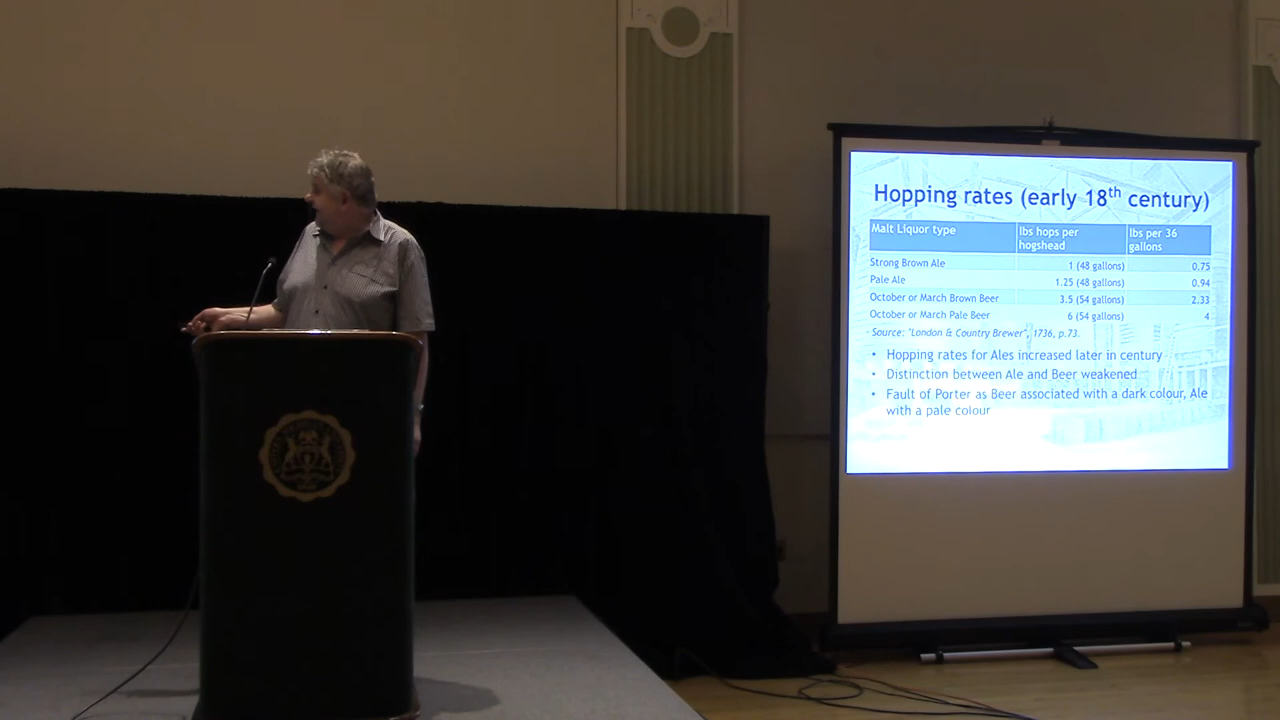 Hopping rates (early 18th century)
Malt Liquor type lbs hops per hogshead lbs per 36 gallons
Strong Brown Ale 1 (48 gallons) 0.75
Pale Ale 1.25 (48 gallons) 0.94
October or March Brown Beer 3.5 (54 gallons) 2.33
October or March Pale Beer 6 (54 gallons) 4
Source: "London & Country Brewer", 1736, p.73.
• Hopping rates for Ales increased later in century
• Distinction between Ale and Beer weakened
• Fault of Porter as Beer associated with a dark colour, Ale
with a pale colour